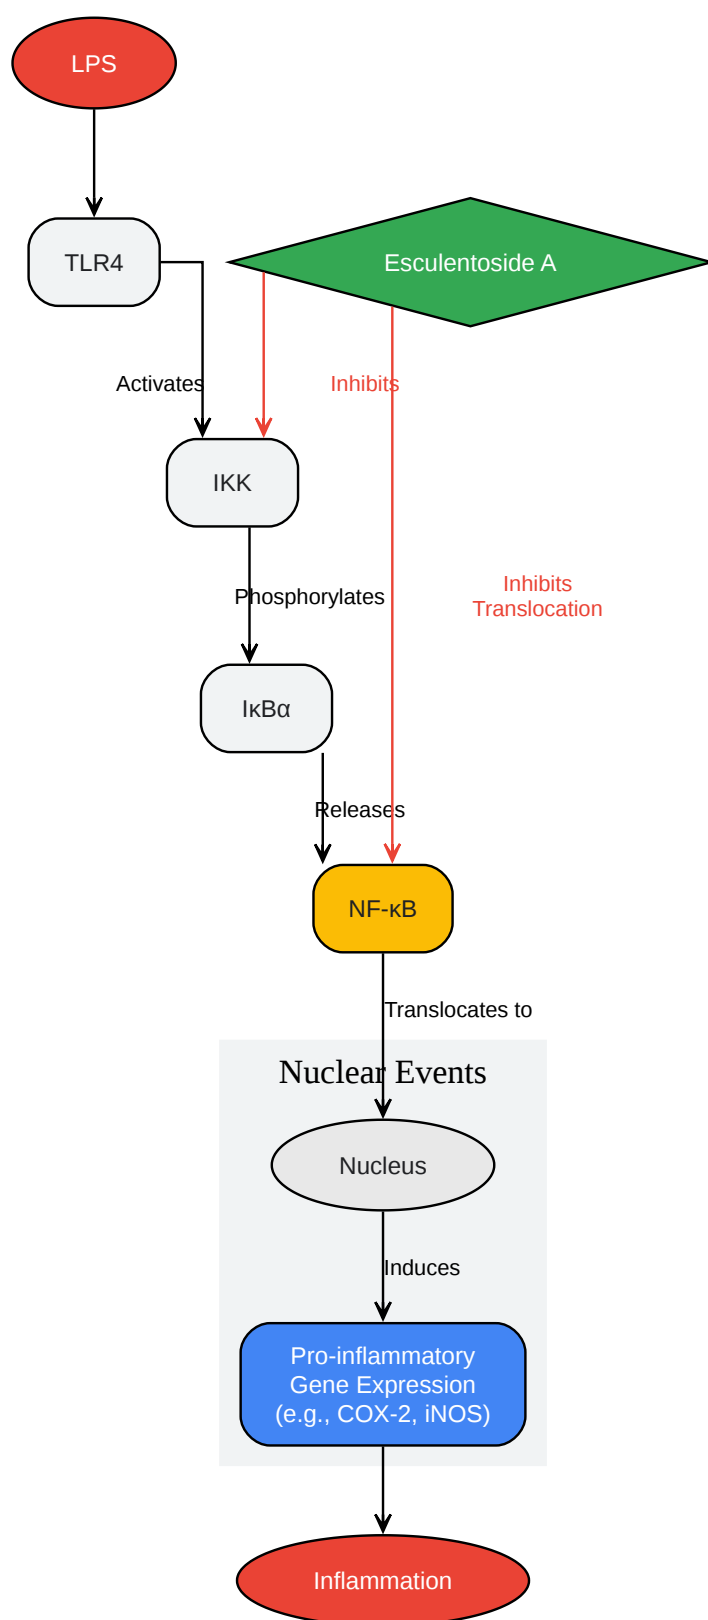 LPS
TLR4
Esculentoside A
Activates
Inhibits
IKK
Inhibits
Translocation
Phosphorylates
IκBα
Releases
NF-κB
Translocates to
Nuclear Events
Nucleus
Induces
Pro-inflammatory
Gene Expression
(e.g., COX-2, iNOS)
Inflammation